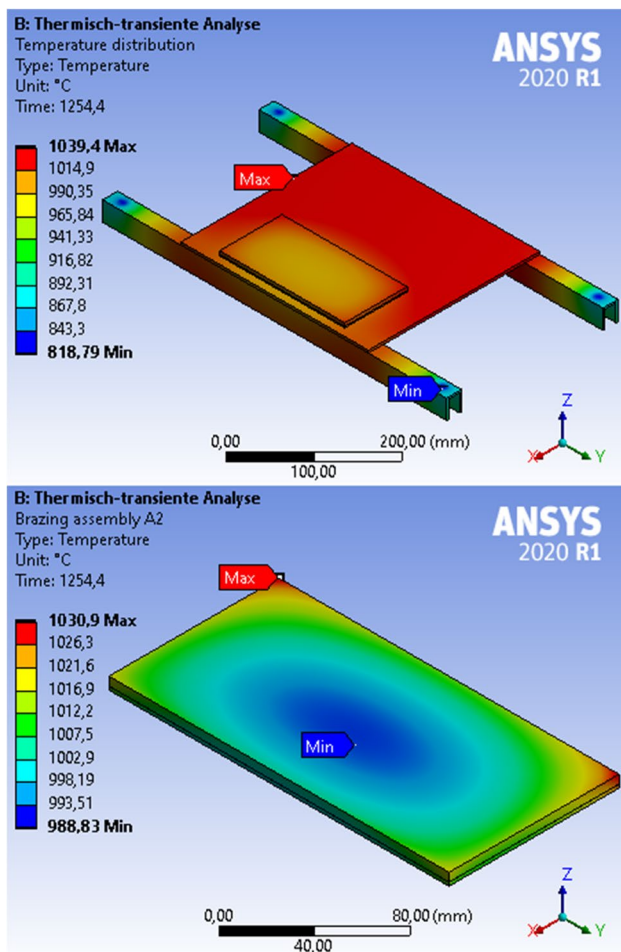 B: Thermisch-transiente Analyse
Temperature distribution
Type: Temperature
Unit: °C
Time: 1254,4
ANSYS
2020 R1
1039,4 Max
1014,9
990,35
965,84
941,33
916,82
892,31
867,8
843,3
818,79 Min
Max
Min
0,00
200,00 (mm)
100,00
Z
X
Y
B: Thermisch-transiente Analyse
Brazing assembly A2
Type: Temperature
Unit: °C
Time: 1254,4
ANSYS
2020 R1
1030,9 Max
1026,3
1021,6
1016,9
1012,2
1007,5
1002,9
998,19
993,51
988,83 Min
Max
Min
0,00
80,00 (mm)
40,00
Z
X
Y